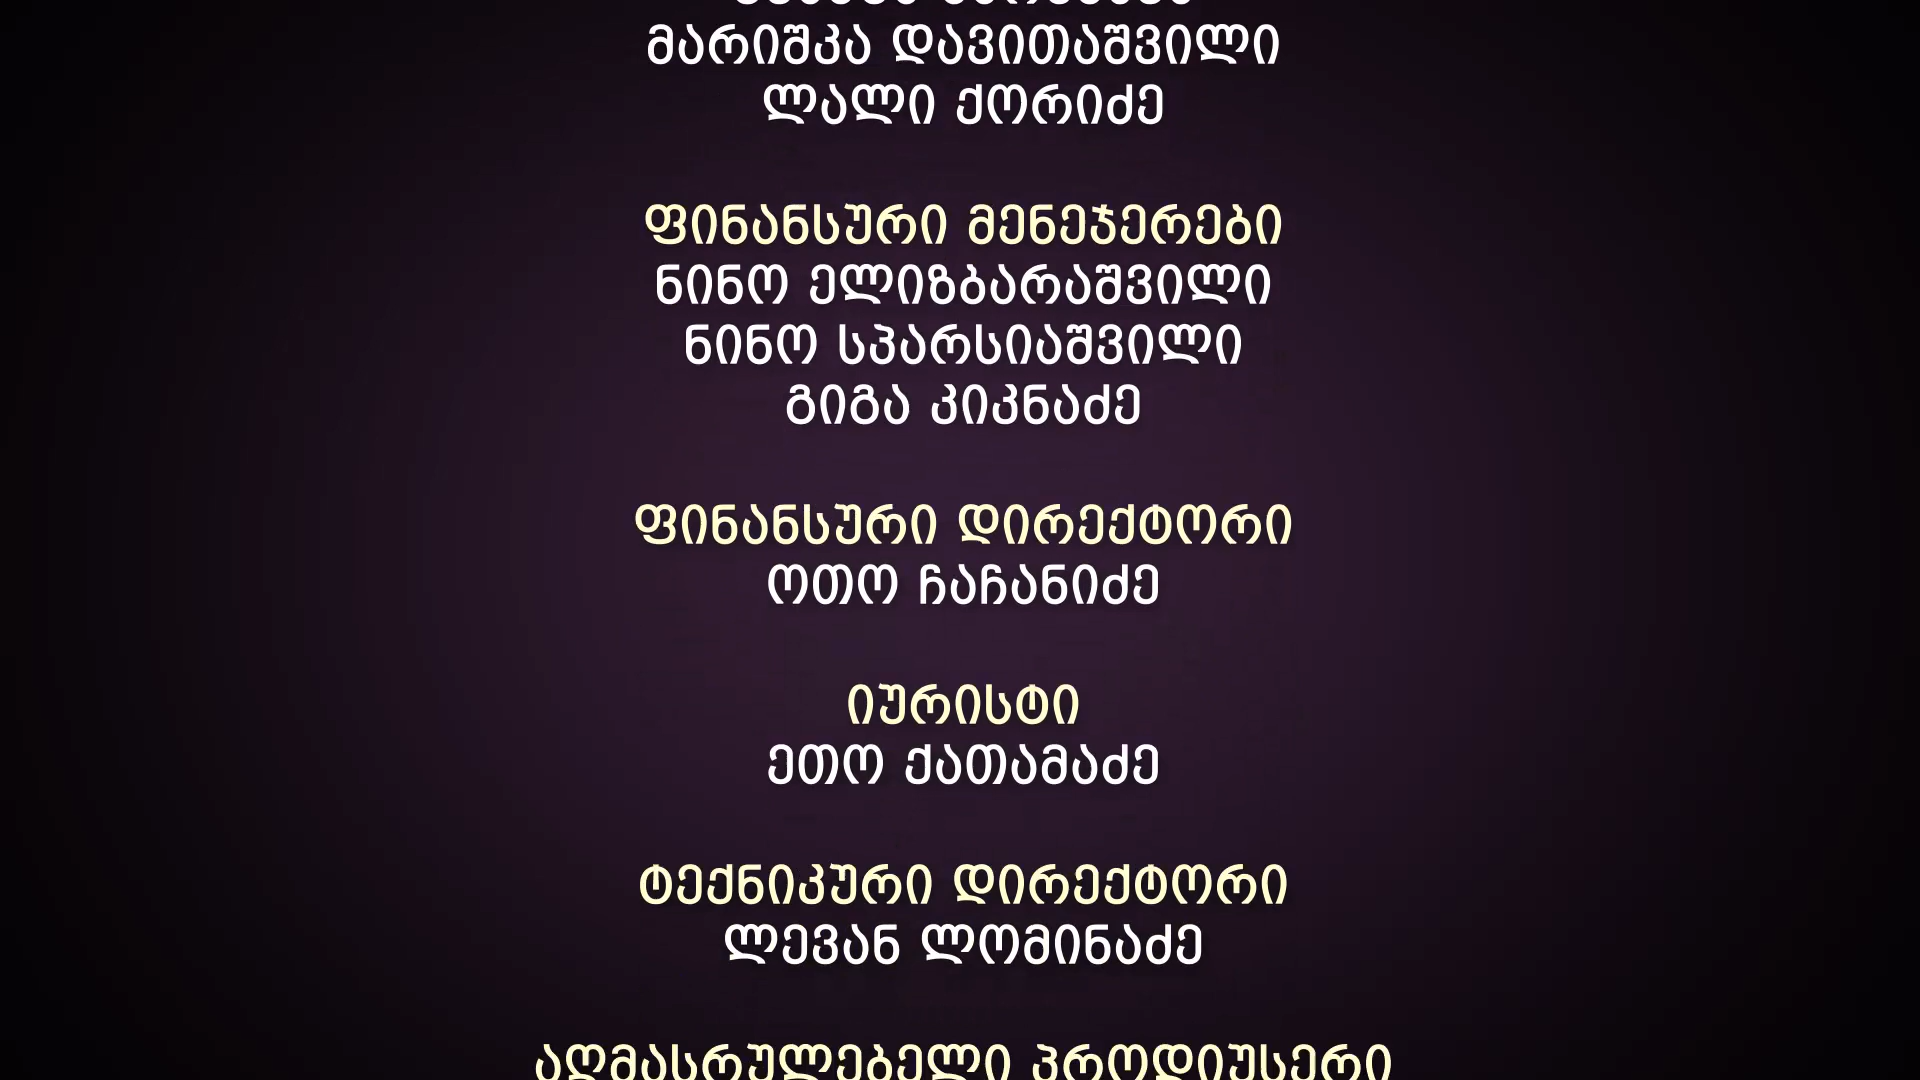 მარიშკა დავითაშვილი
ლალი ქორიძე
ფინანსური მენეჯერები
ნინო ელიზბარაშვილი
ნინო სპარსიაშვილი
გიგა კიკნაძე
ფინანსური დირექტორი
ოთო ჩაჩანიძე
იურისტი
ეთო ქათამაძე
ტექნიკური დირექტორი
ლევან ლომინაძე
აღმასრულებელი პროდიუსერი